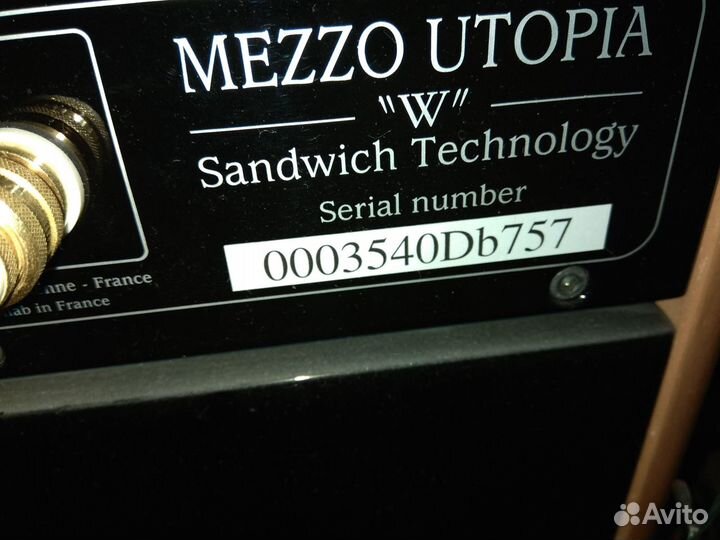 MEZZO UTOPIA
"W"
Sandwich Technology
Serial number
0003540Db757
- France
in France
Avito